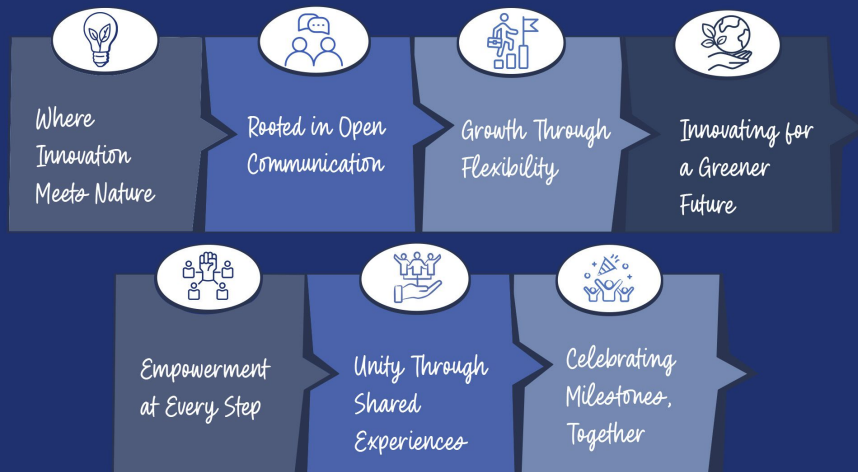 Where
Innovation
Meets Nature
Rooted in Open
Communication
Growth Through
Flexibility
Innovating for
a Greener
Future
Empowerment
at Every Step
Unity Through
Shared
Experiences
Celebrating
Milestones,
Together